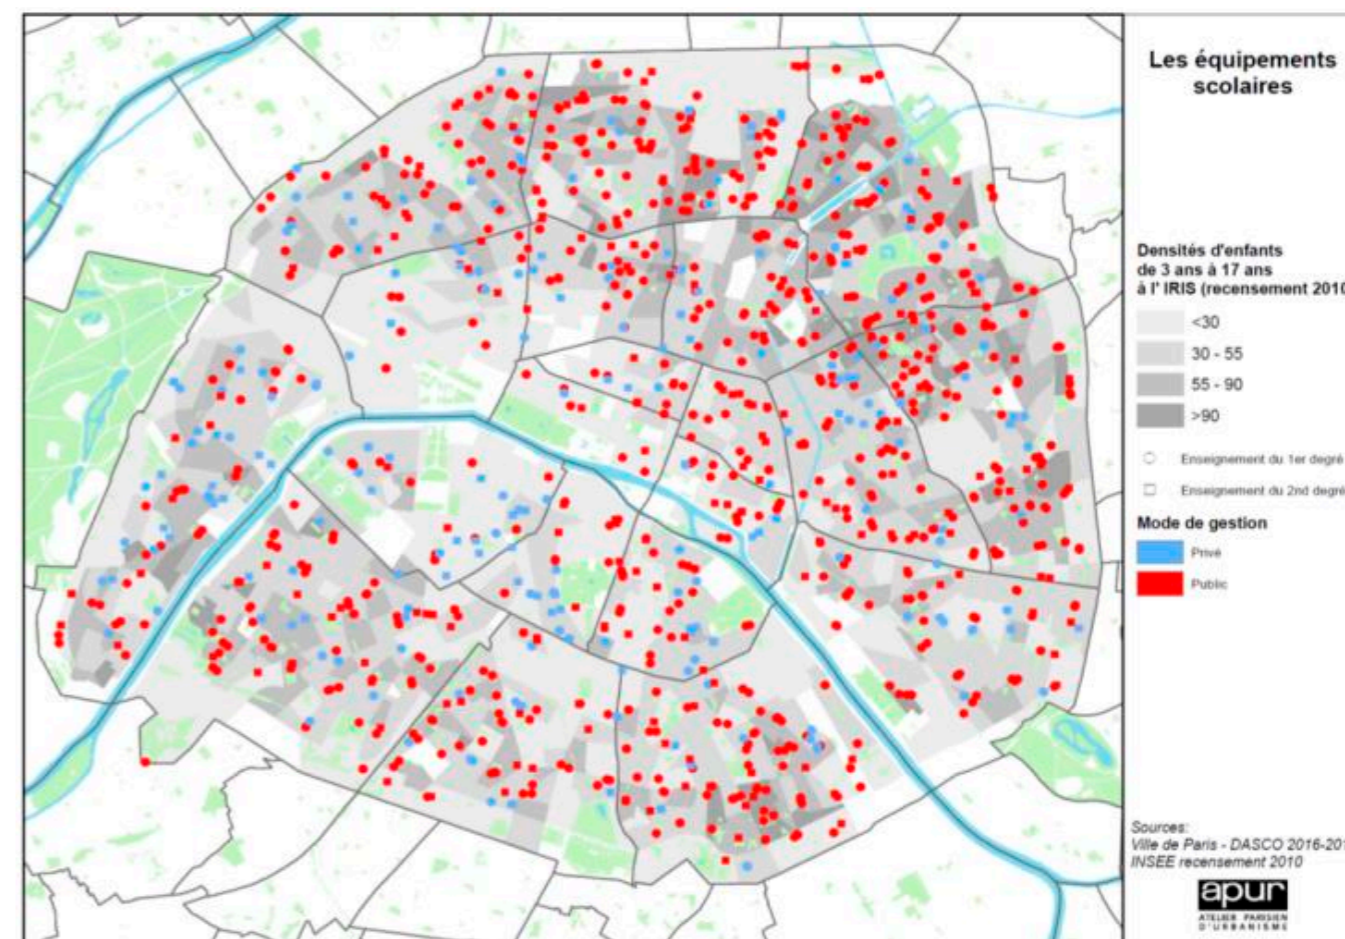 Les équipements
scolaires
Densités d'enfants
de 3 ans à 17 ans
à l' IRIS (recensement 2010
<30
30 - 55
55 - 90
>90
Enseignement du 1er degré
Enseignement du 2nd degré
Mode de gestion
Privé
Public
Sources:
Ville de Paris - DASCO 2016-201
INSEE recensement 2010
apur
ATELIER PARISIEN
D'URBANISME